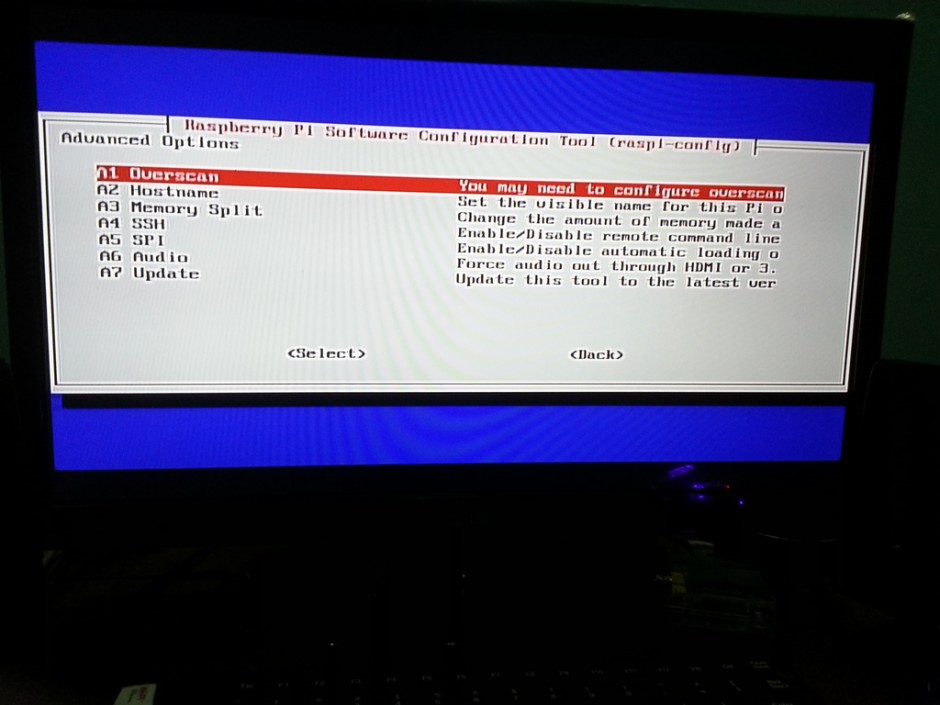 Raspberry Pi Software Configuration Tool (raspi-config)
Advanced Options
A1 Overscan You may need to configure overscan
A2 Hostname Set the visible name for this Pi o
A3 Memory Split Change the amount of memory made a
A4 SSH Enable/Disable remote command line
A5 SPI Enable/Disable automatic loading o
A6 Audio Force audio out through HDMI or 3.
A7 Update Update this tool to the latest ver
<Select> <Back>